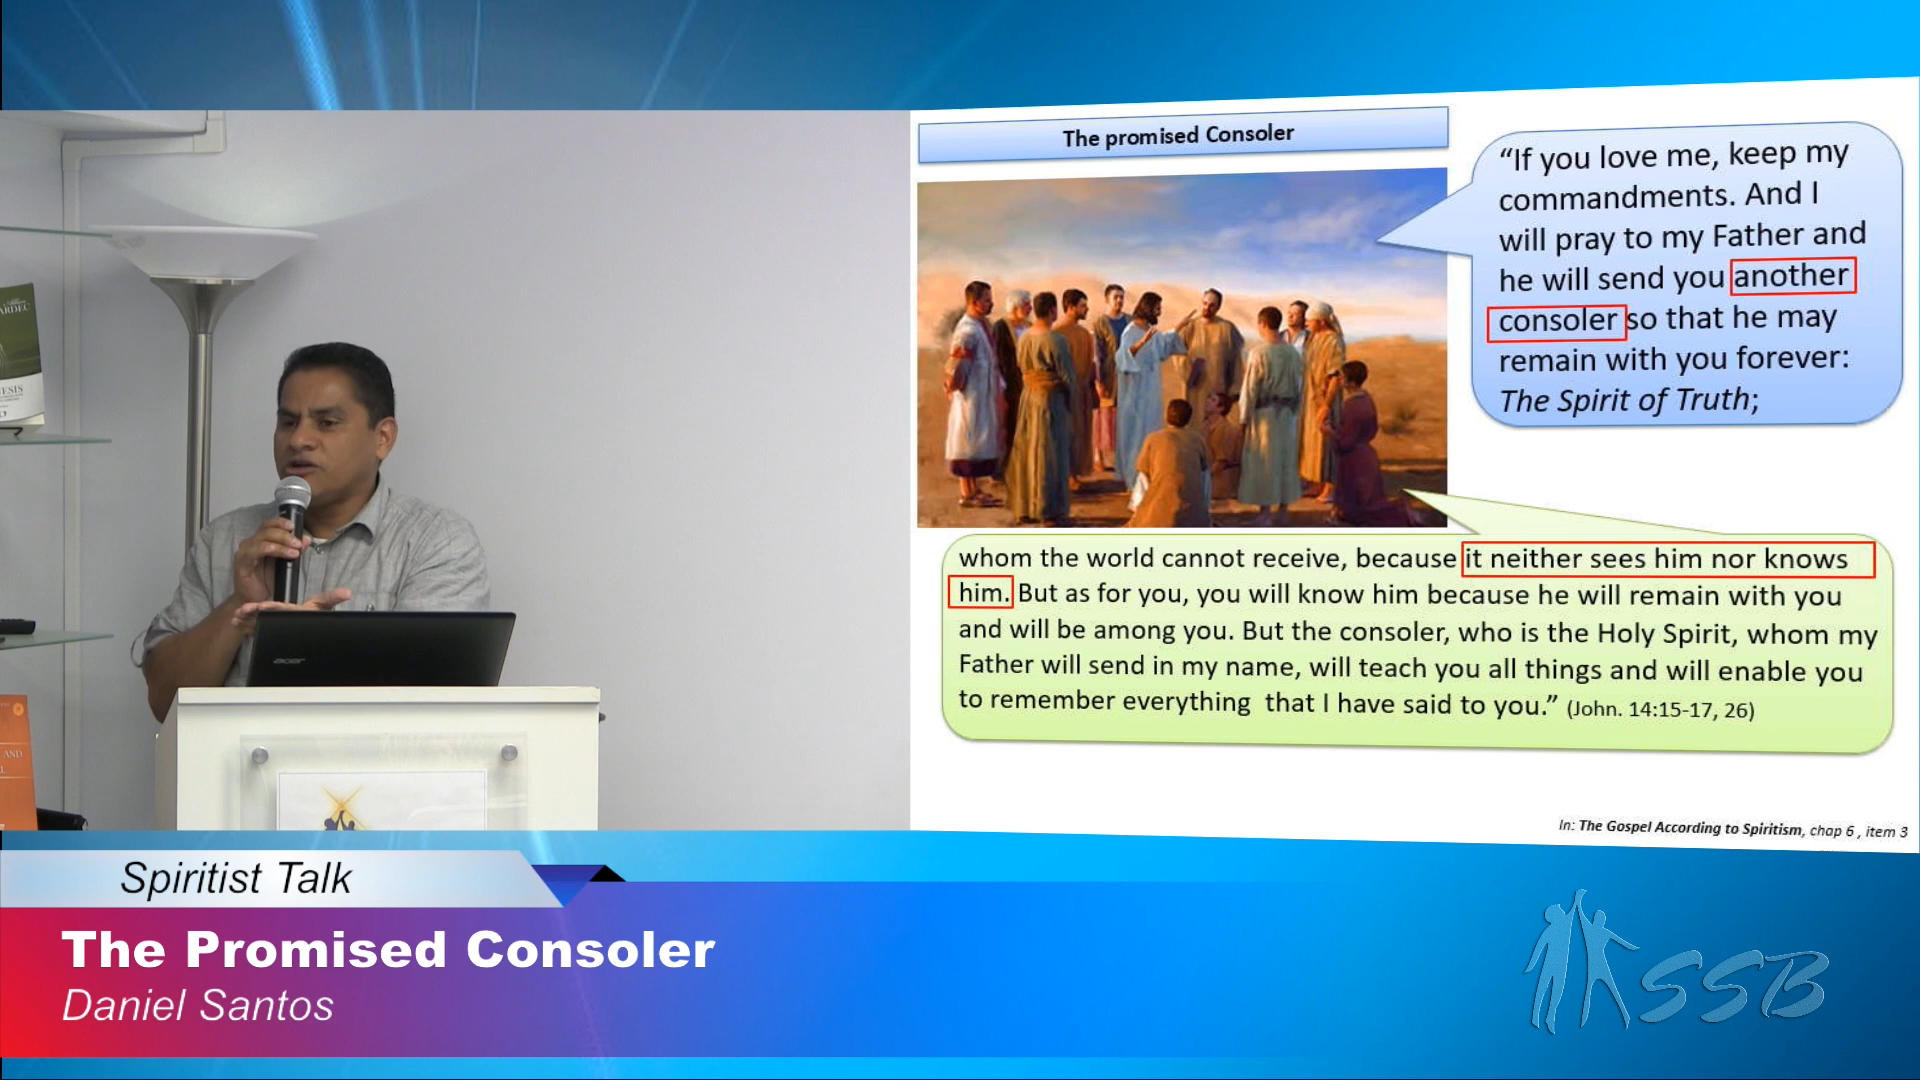 The promised Consoler
“If you love me, keep my
commandments. And I
will pray to my Father and
he will send you another
consoler so that he may
remain with you forever:
The Spirit of Truth;
whom the world cannot receive, because it neither sees him nor knows
him. But as for you, you will know him because he will remain with you
and will be among you. But the consoler, who is the Holy Spirit, whom my
Father will send in my name, will teach you all things and will enable you
to remember everything that I have said to you.” (John. 14:15-17, 26)
In: The Gospel According to Spiritism, chap 6 , item 3
acer
AND
Spiritist Talk
The Promised Consoler
Daniel Santos
SSB